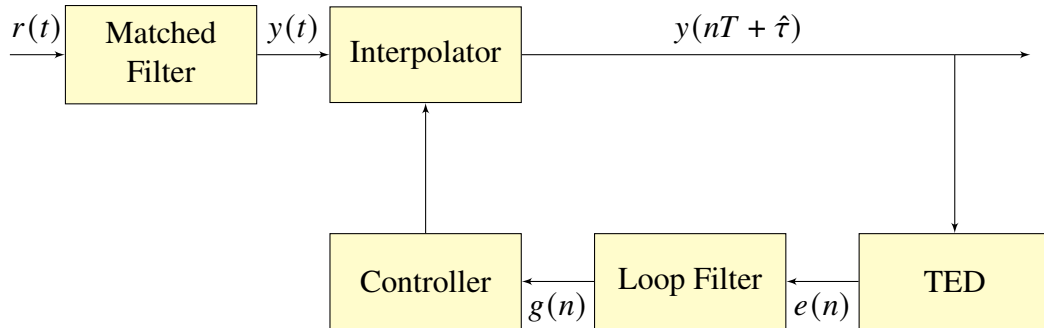 r(t)
Matched
Filter
y(t)
Interpolator
y(nT + τ̂)
Controller
g(n)
Loop Filter
e(n)
TED